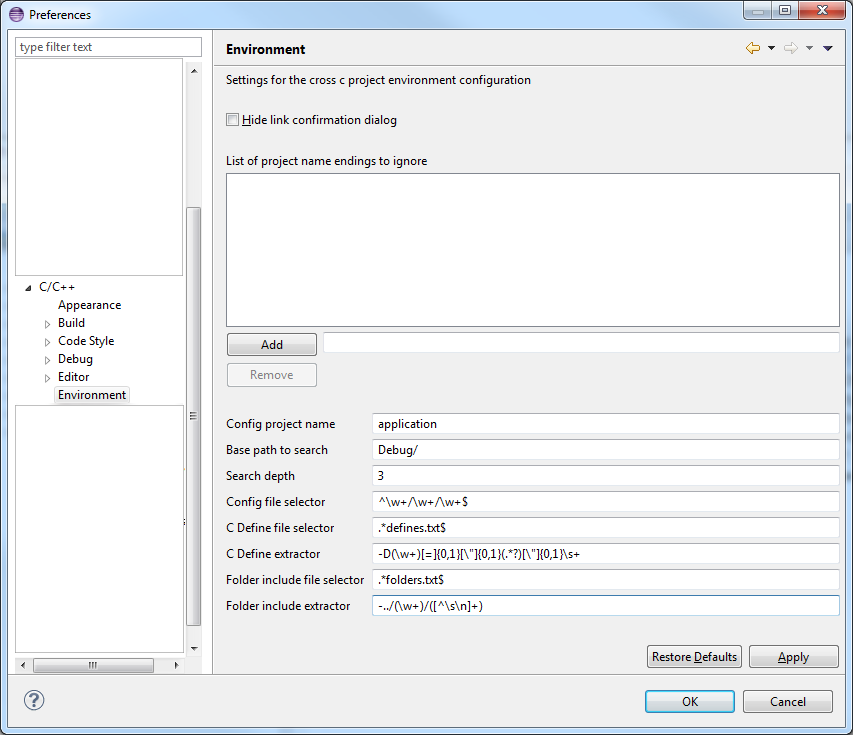 Preferences
type filter text
C/C++
Appearance
Build
Code Style
Debug
Editor
Environment
Environment
Settings for the cross c project environment configuration
Hide link confirmation dialog
List of project name endings to ignore
Add
Remove
Config project name application
Base path to search Debug/
Search depth 3
Config file selector ^\w+/\w+/\w+$
C Define file selector .*defines.txt$
C Define extractor -D(\w+)[=]{0,1}[\"]{0,1}(.*?)[\"]{0,1}\s+
Folder include file selector .*folders.txt$
Folder include extractor -../(\w+)/([^\s\n]+)
Restore Defaults Apply
OK Cancel